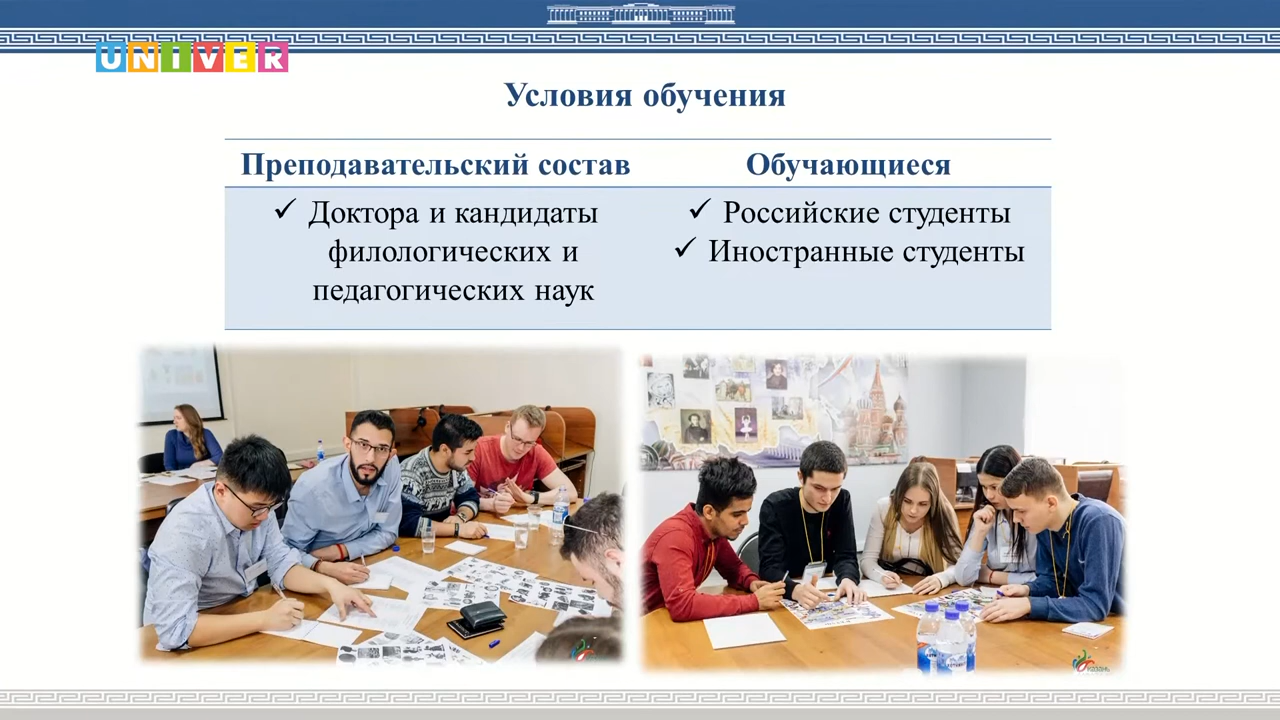 UNIVER
Условия обучения
Преподавательский состав
Обучающиеся
✓ Доктора и кандидаты
филологических и
педагогических наук
✓ Российские студенты
✓ Иностранные студенты